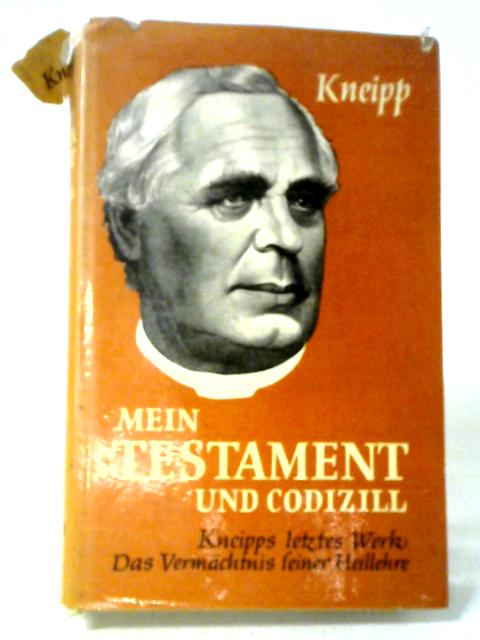 Kneipp
MEIN
TESTAMENT
UND CODIZILL
Kneipps letztes Werk
Das Vermächtnis seiner Heillehre